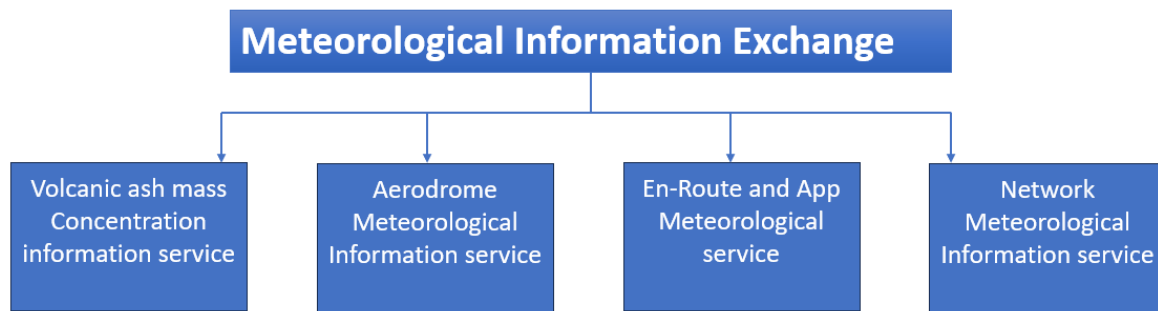 Meteorological Information Exchange
Volcanic ash mass
Concentration
information service
Aerodrome
Meteorological
Information service
En-Route and App
Meteorological
service
Network
Meteorological
Information service